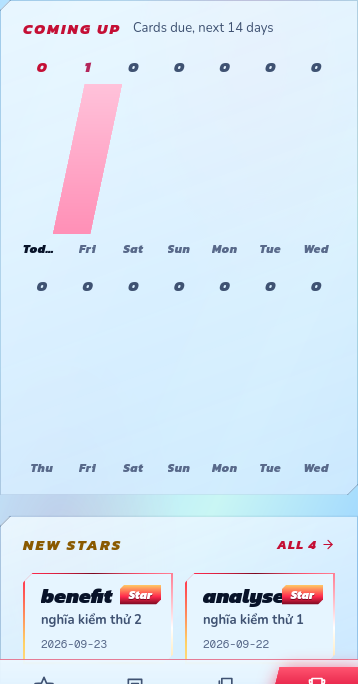 COMING UP Cards due, next 14 days
0 1 0 0 0 0 0
Tod... Fri Sat Sun Mon Tue Wed
0 0 0 0 0 0 0
Thu Fri Sat Sun Mon Tue Wed
NEW STARS ALL 4 →
benefit Star analyse Star
nghĩa kiểm thử 2 nghĩa kiểm thử 1
2026-09-23 2026-09-22